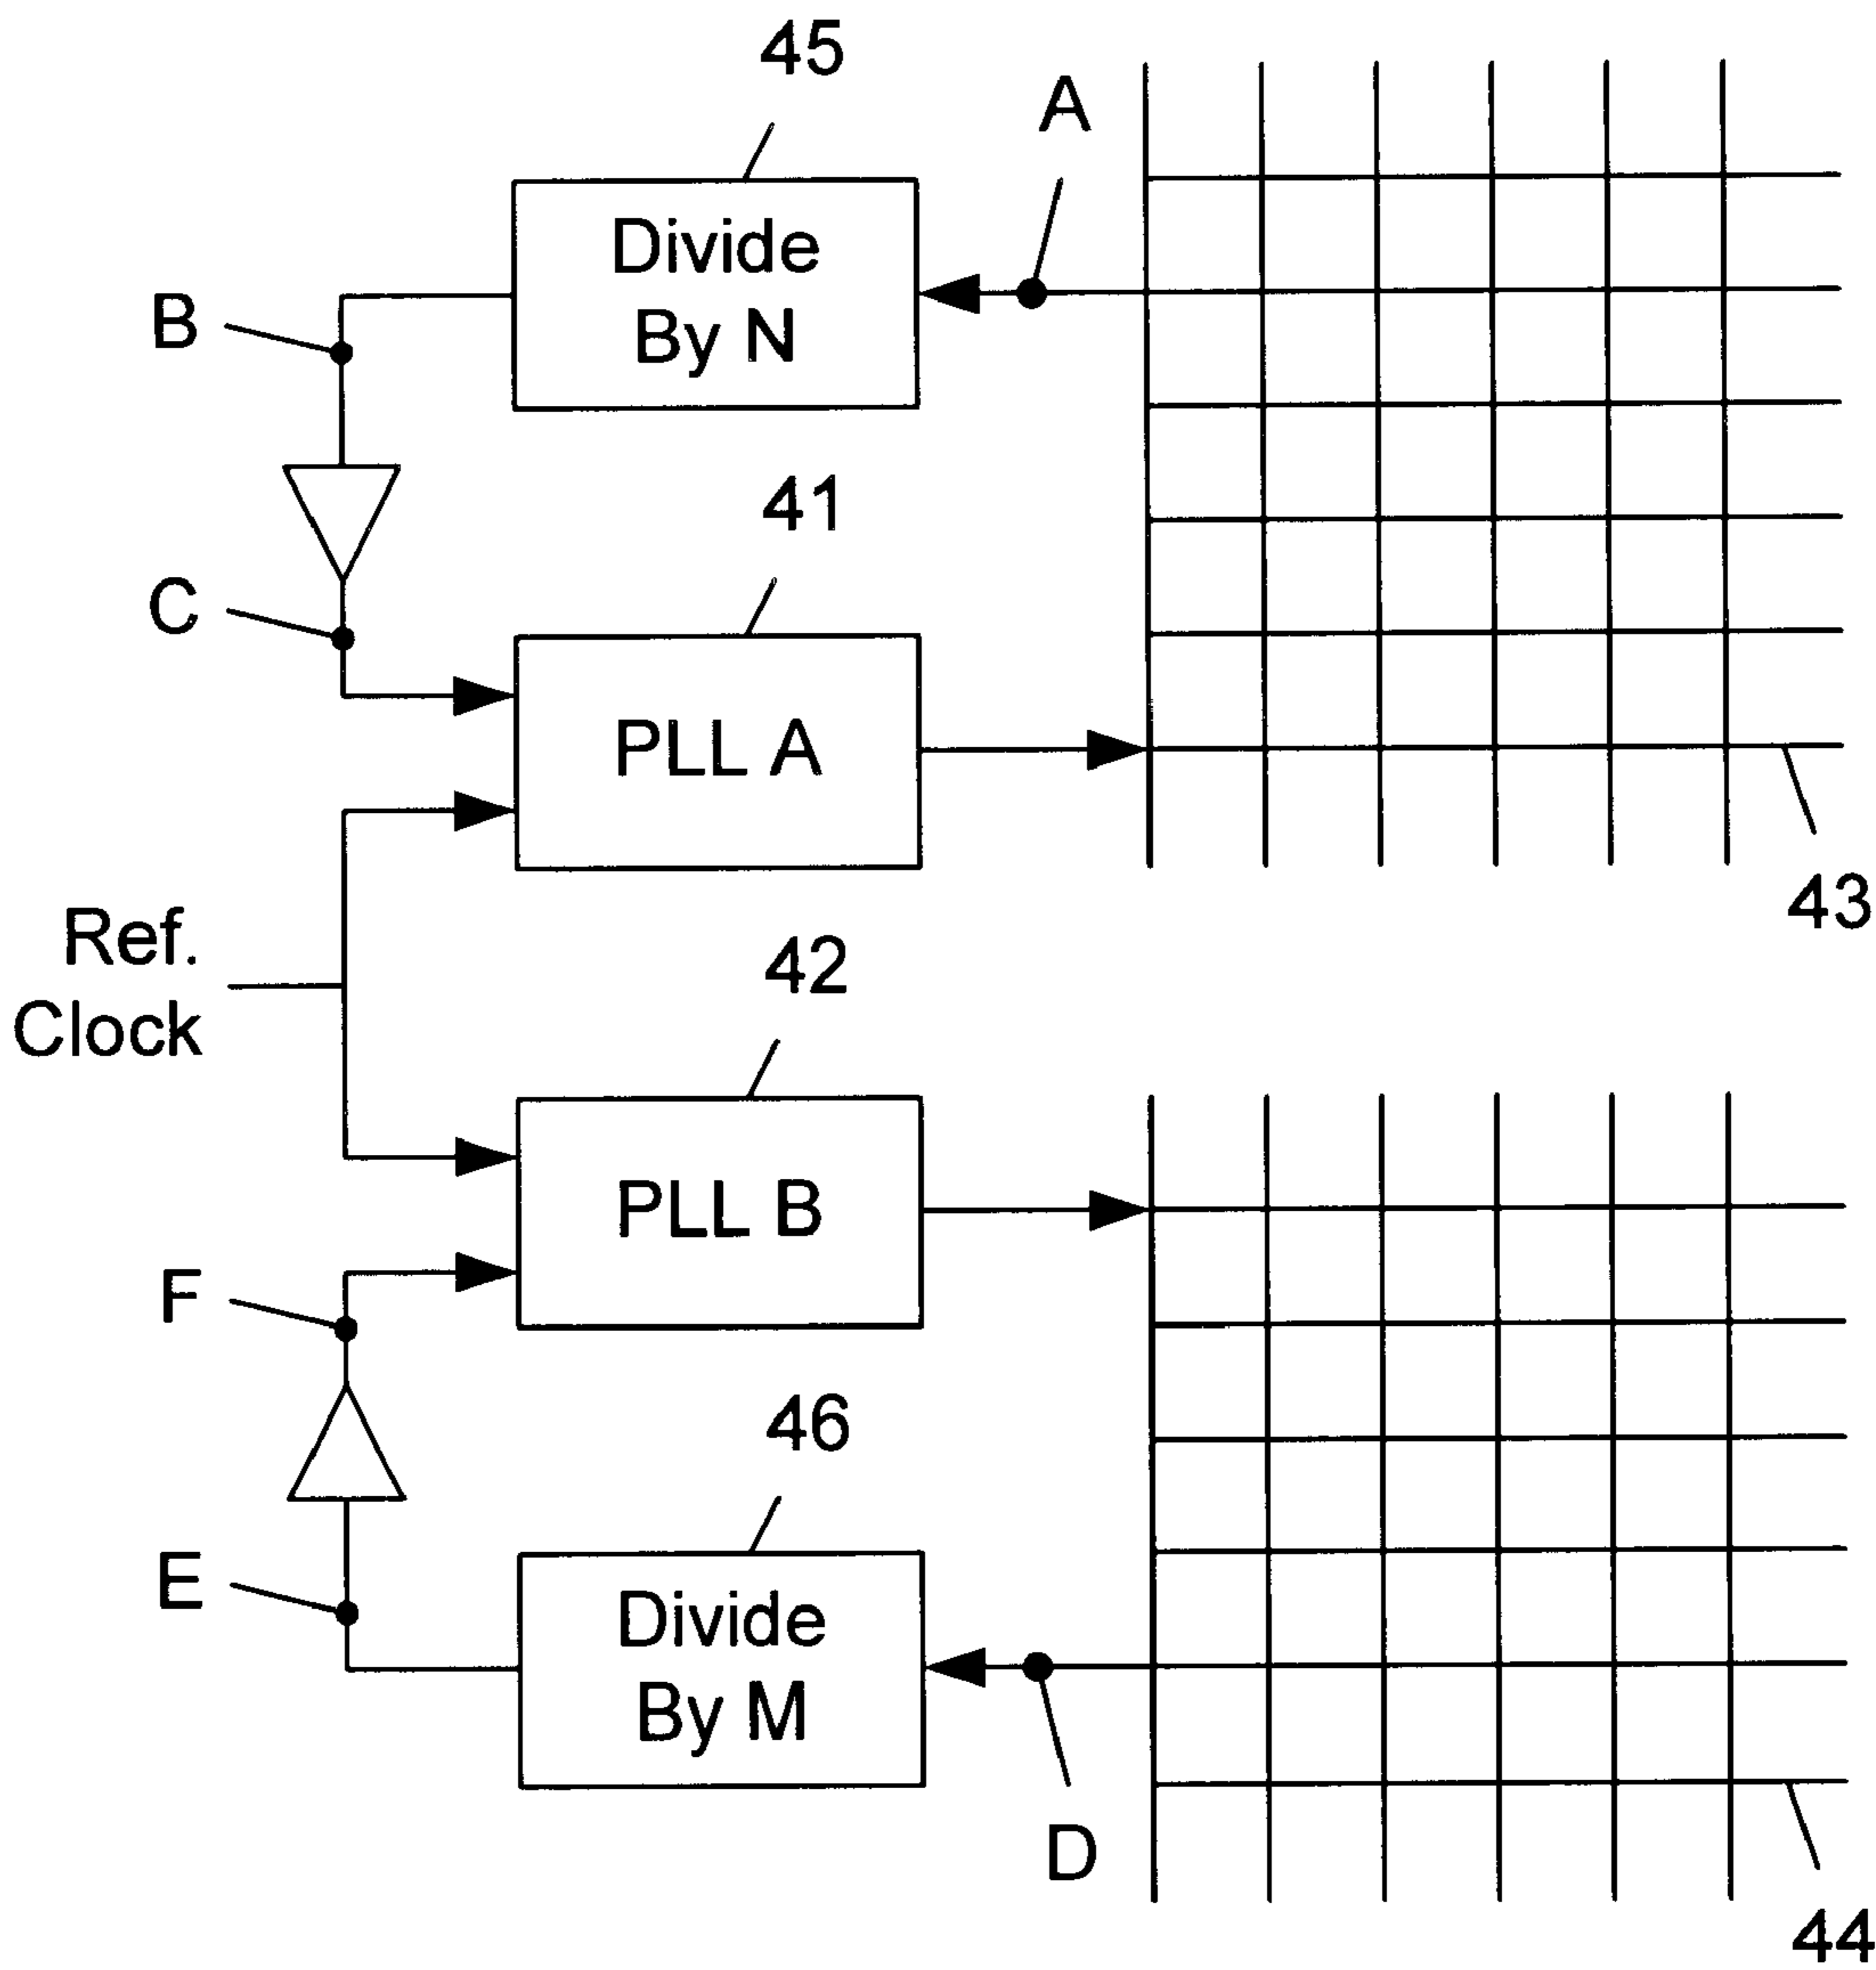 45
A
Divide
By N
B
41
C
PLL A
43
Ref.
Clock
42
PLL B
F
46
E
Divide
By M
D
44